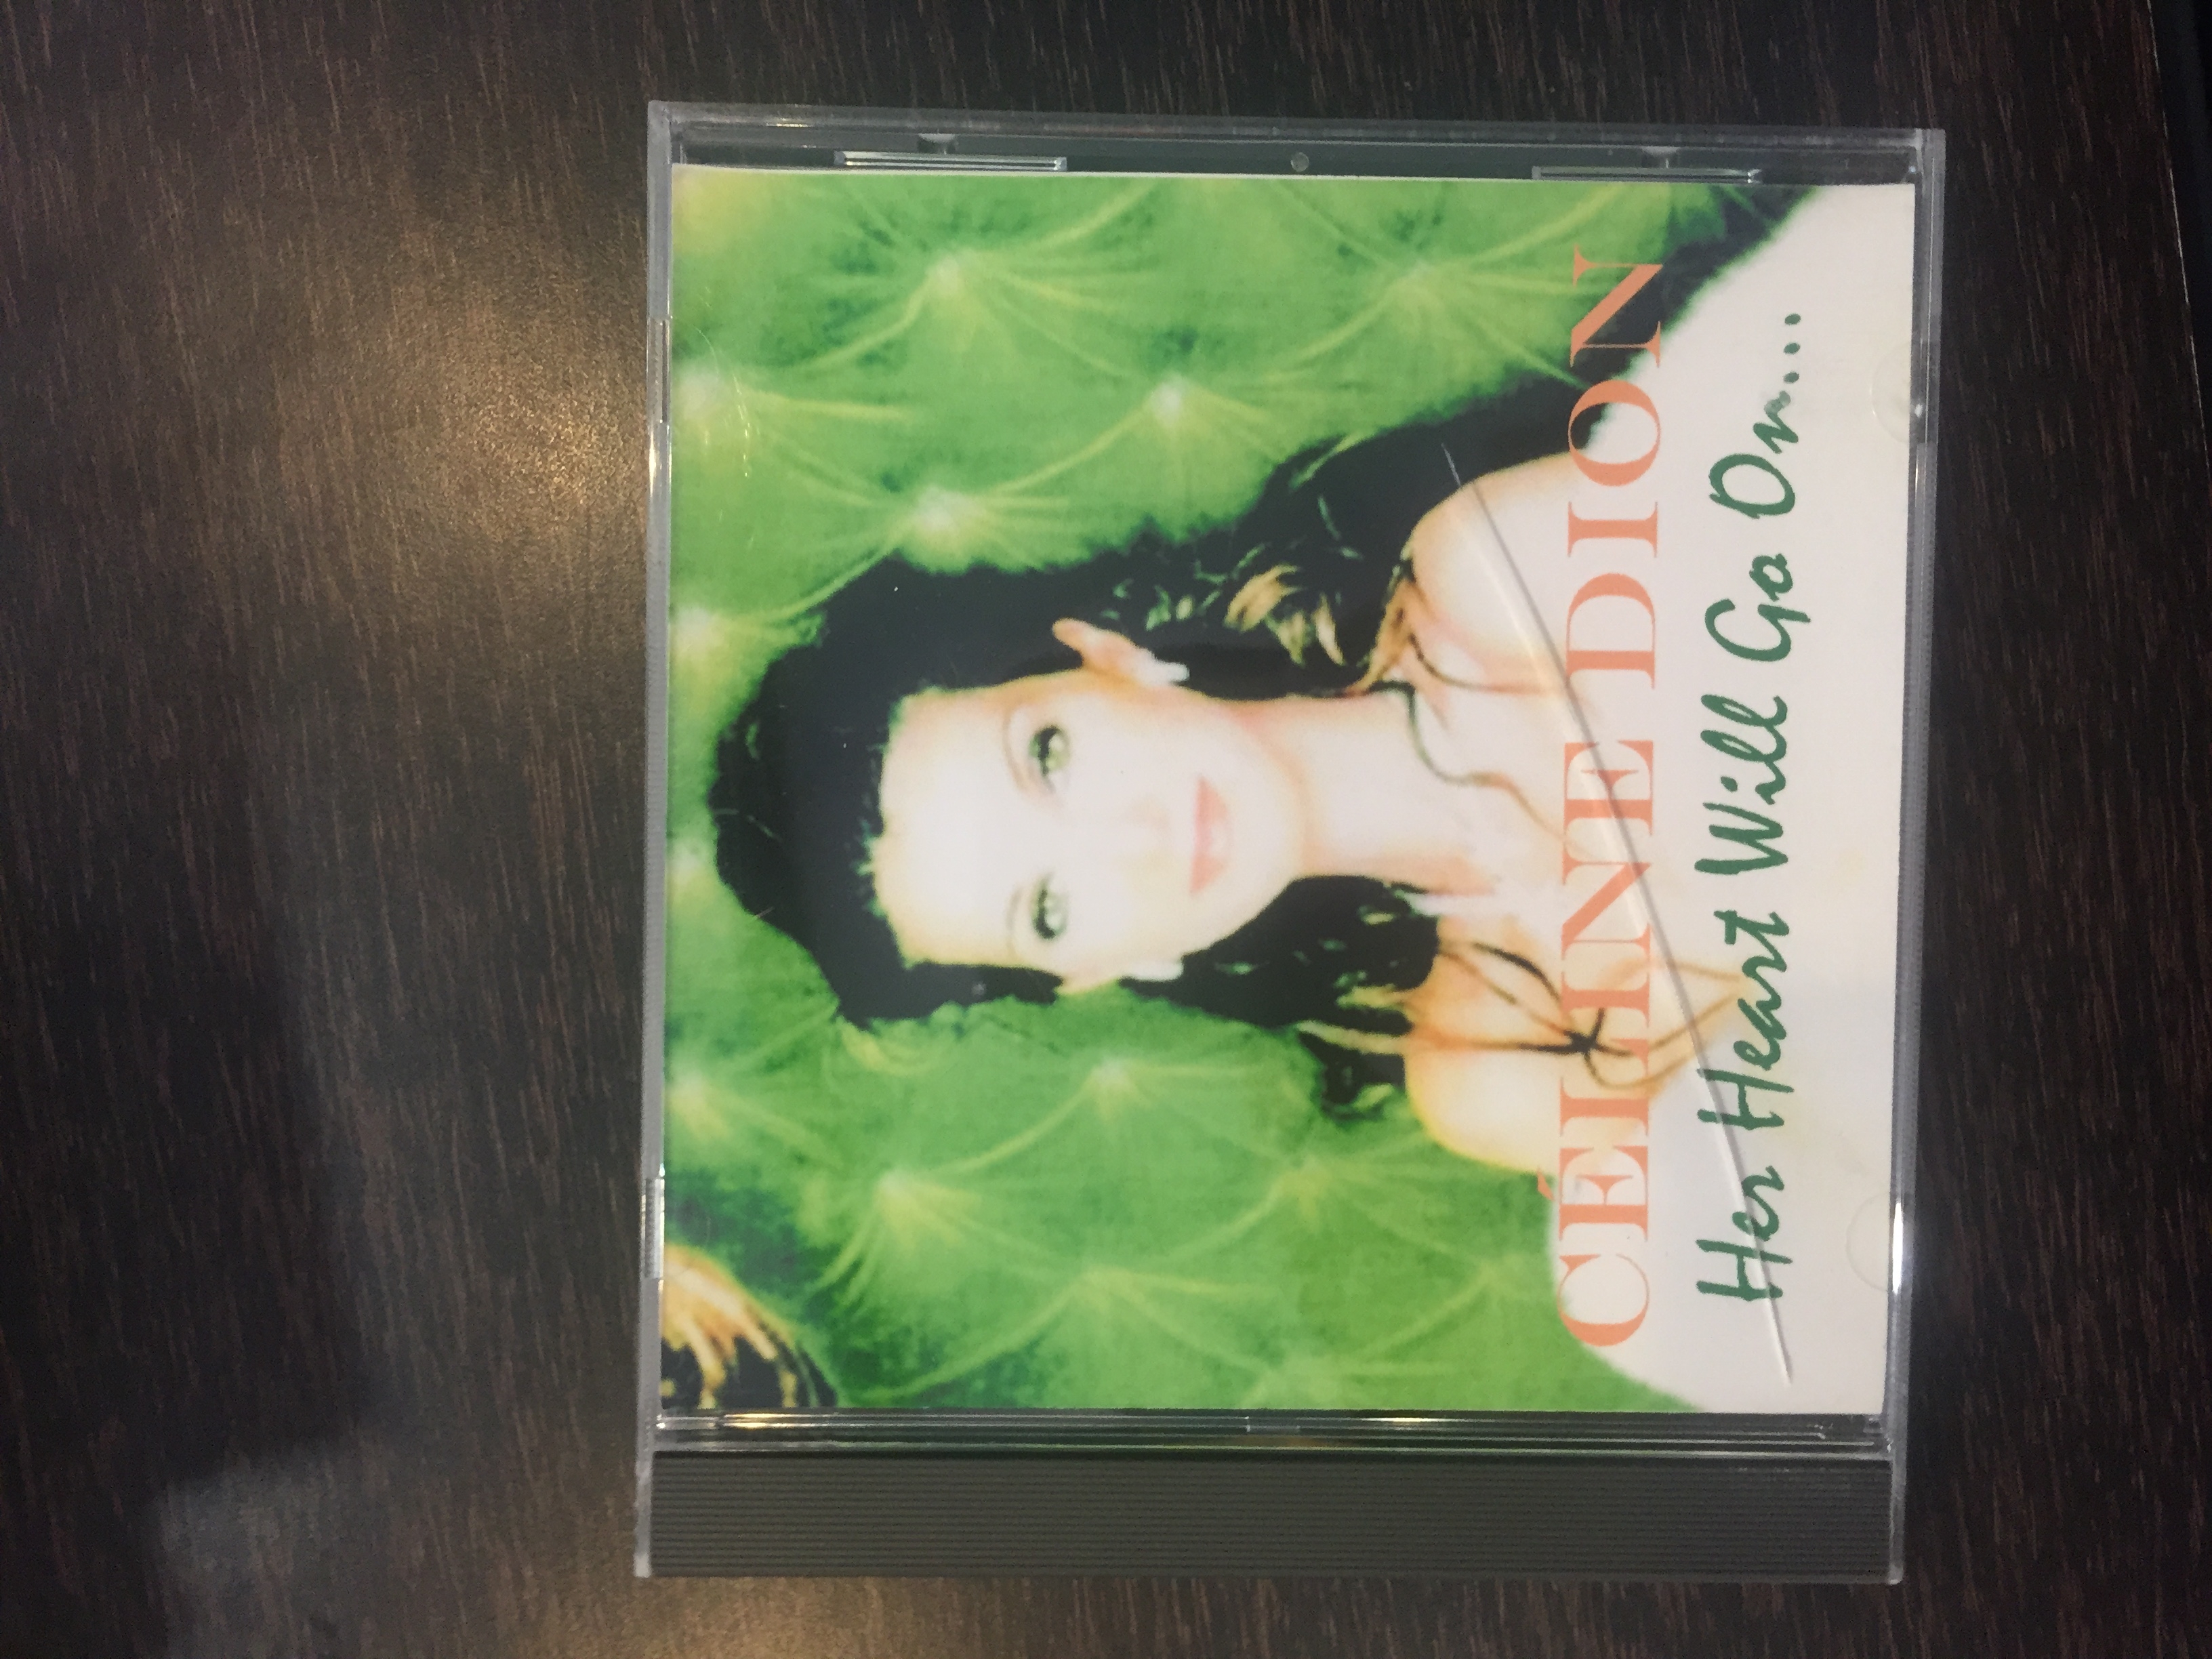 CÉLINE DION
Her Heart Will Go On...